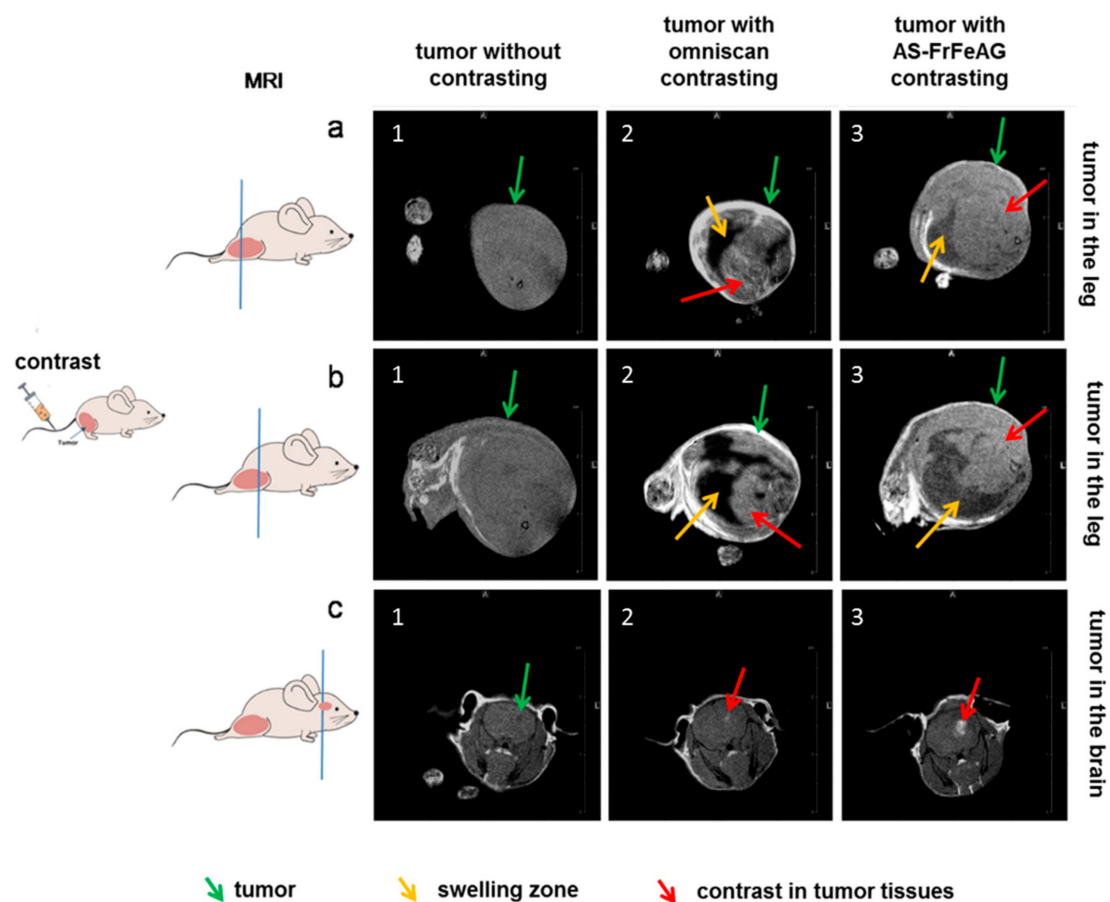 tumor without
contrasting
tumor with
omniscan
contrasting
tumor with
AS-FrFeAG
contrasting
MRI
a
1
2
3
tumor in the leg
contrast
Tumor
b
1
2
3
tumor in the leg
c
1
2
3
tumor in the brain
tumor
swelling zone
contrast in tumor tissues